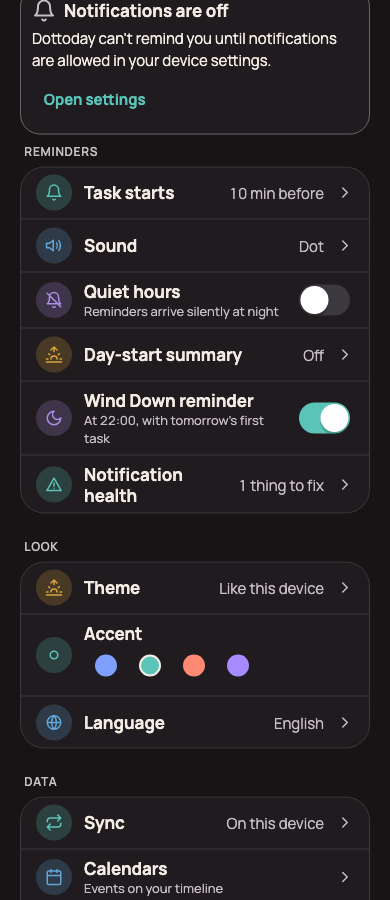 Notifications are off
Dottoday can't remind you until notifications
are allowed in your device settings.
Open settings
REMINDERS
Task starts
10 min before
Sound
Dot
Quiet hours
Reminders arrive silently at night
Day-start summary
Off
Wind Down reminder
At 22:00, with tomorrow's first
task
Notification
health
1 thing to fix
LOOK
Theme
Like this device
Accent
Language
English
DATA
Sync
On this device
Calendars
Events on your timeline